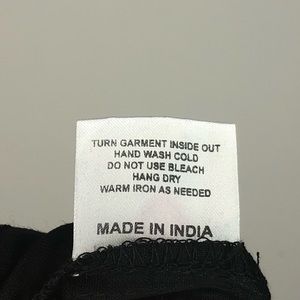 TURN GARMENT INSIDE OUT
HAND WASH COLD
DO NOT USE BLEACH
HANG DRY
WARM IRON AS NEEDED
MADE IN INDIA